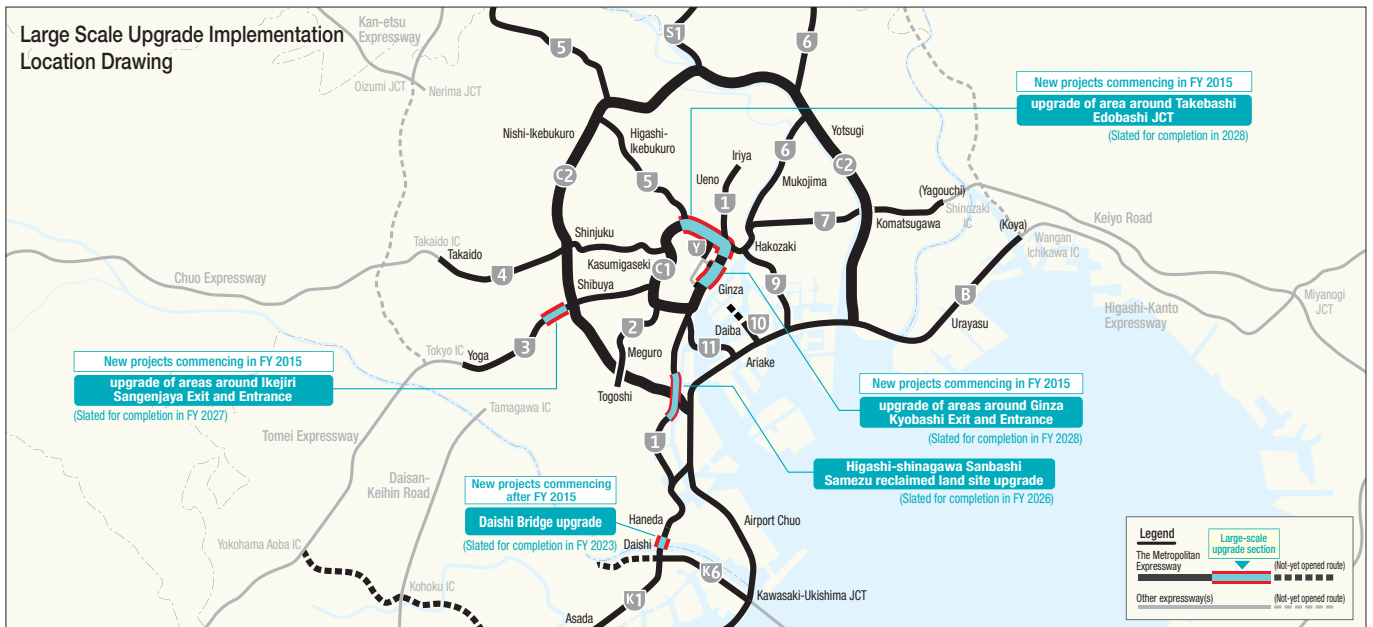 Large Scale Upgrade Implementation
Location Drawing
Kan-etsu
Expressway
Oizumi JCT
Nerima JCT
5
S1
6
New projects commencing in FY 2015
upgrade of area around Takebashi
Edobashi JCT
(Slated for completion in 2028)
Nishi-Ikebukuro
Higashi-
Ikebukuro
Iriya
Ueno
6
Mukojima
Yotsugi
C2
C2
5
1
7
(Yagouchi)
Shinozaki
IC
Komatsugawa
(Koya)
Keiyo Road
Wangan
Ichikawa IC
Takaido IC
Takaido
4
Chuo Expressway
Shinjuku
Kasumigaseki
Shibuya
C1
Y
Hakozaki
Ginza
9
B
Urayasu
Higashi-Kanto
Expressway
Miyanogi
JCT
Tokyo IC
Yoga
3
2
Meguro
Togoshi
Daiba
10
11
Ariake
New projects commencing in FY 2015
upgrade of areas around Ikejiri
Sangenjaya Exit and Entrance
(Slated for completion in FY 2027)
New projects commencing in FY 2015
upgrade of areas around Ginza
Kyobashi Exit and Entrance
(Slated for completion in FY 2028)
Tamagawa IC
Tomei Expressway
Daisan-
Keihin Road
1
Higashi-shinagawa Sanbashi
Samezu reclaimed land site upgrade
(Slated for completion in FY 2026)
New projects commencing
after FY 2015
Daishi Bridge upgrade
(Slated for completion in FY 2023)
Haneda
Daishi
Airport Chuo
Yokohama Aoba IC
Kohoku IC
K6
K1
Kawasaki-Ukishima JCT
Asada
Legend
Large-scale
upgrade section
The Metropolitan
Expressway
(Not-yet opened route)
Other expressway(s)
(Not-yet opened route)